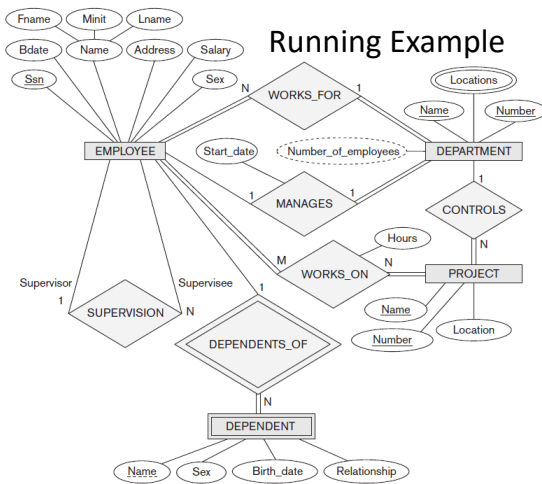 Fname Minit Lname
Running Example
Bdate Name Address Salary
Locations
Ssn Sex
N WORKS_FOR 1
Name Number
Start_date Number_of_employees
EMPLOYEE DEPARTMENT
1 MANAGES 1
1
CONTROLS
Hours
M WORKS_ON N
N
PROJECT
Supervisor Supervisee
1 SUPERVISION N
1
Name
Number Location
DEPENDENTS_OF
N
DEPENDENT
Name Sex Birth_date Relationship